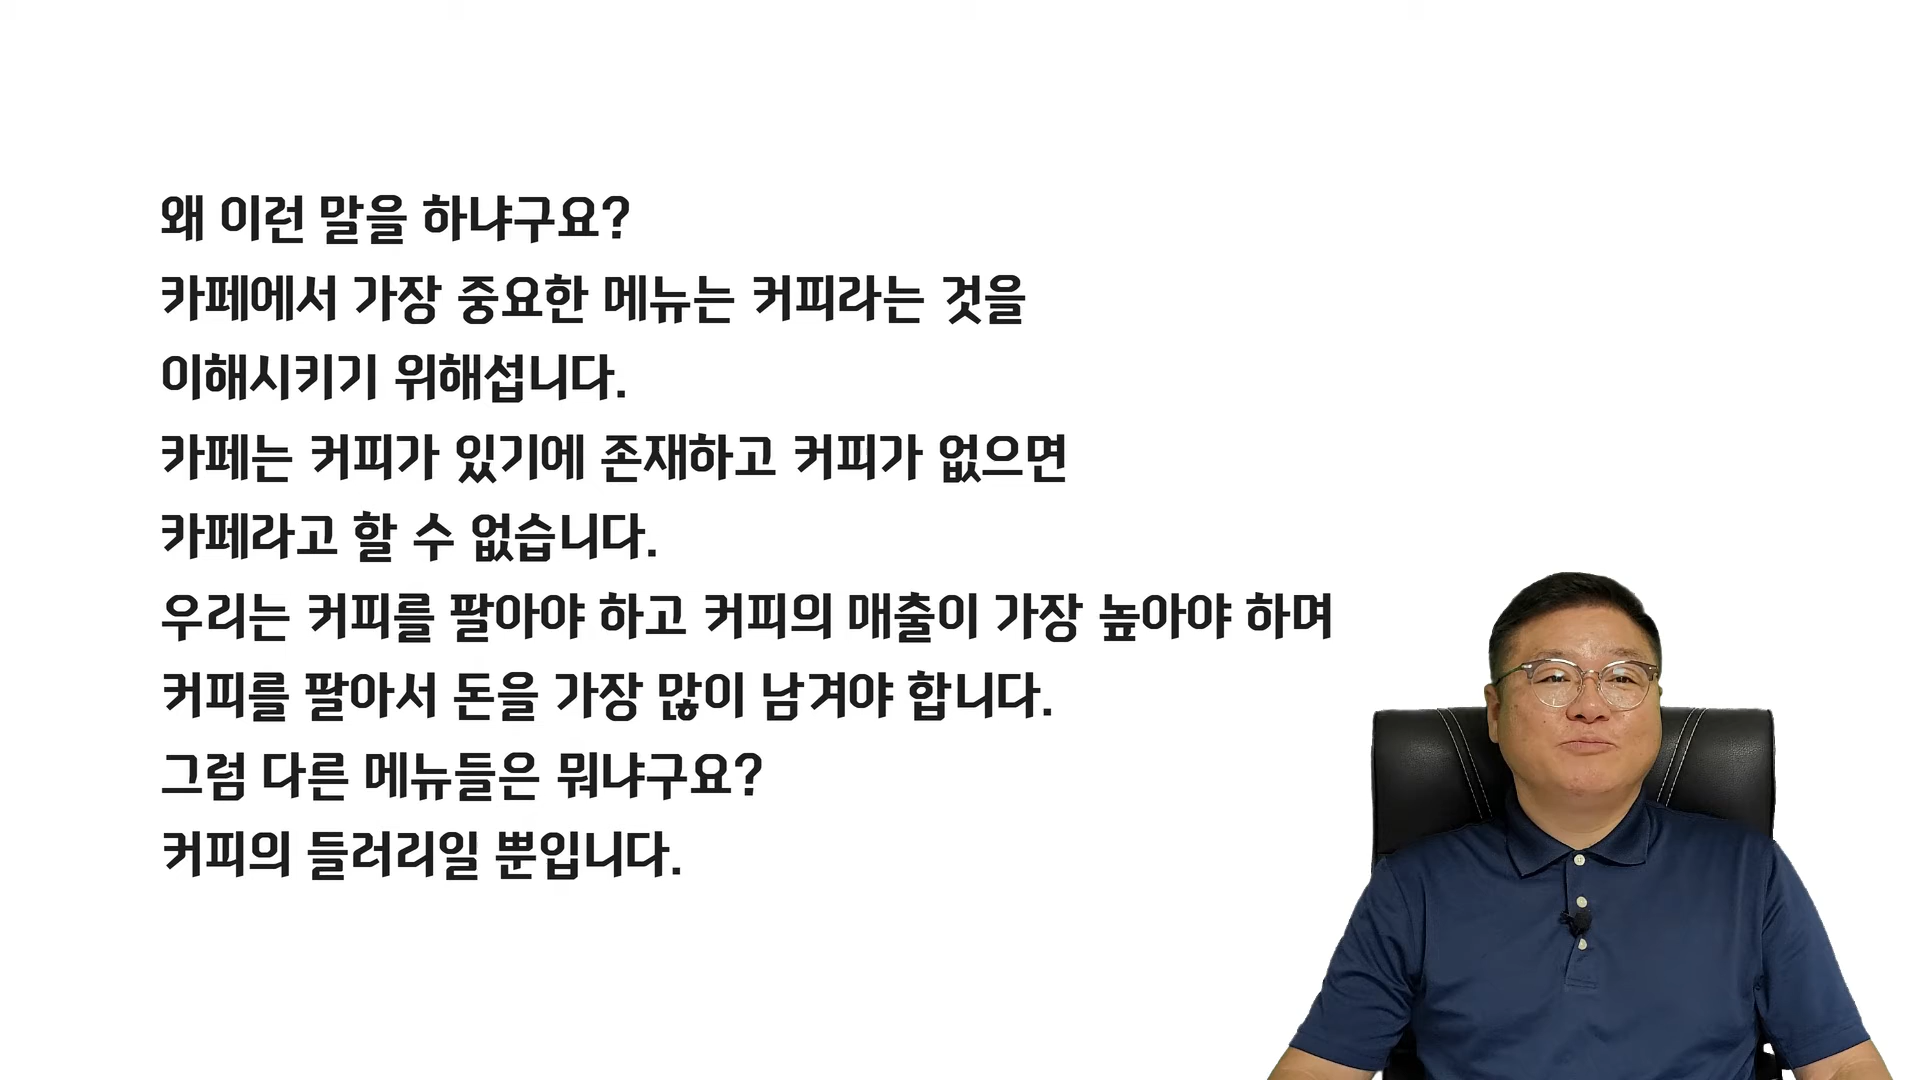 왜 이런 말을 하냐구요?
카페에서 가장 중요한 메뉴는 커피라는 것을
이해시키기 위해섭니다.
카페는 커피가 있기에 존재하고 커피가 없으면
카페라고 할 수 없습니다.
우리는 커피를 팔아야 하고 커피의 매출이 가장 높아야 하며
커피를 팔아서 돈을 가장 많이 남겨야 합니다.
그럼 다른 메뉴들은 뭐냐구요?
커피의 들러리일 뿐입니다.